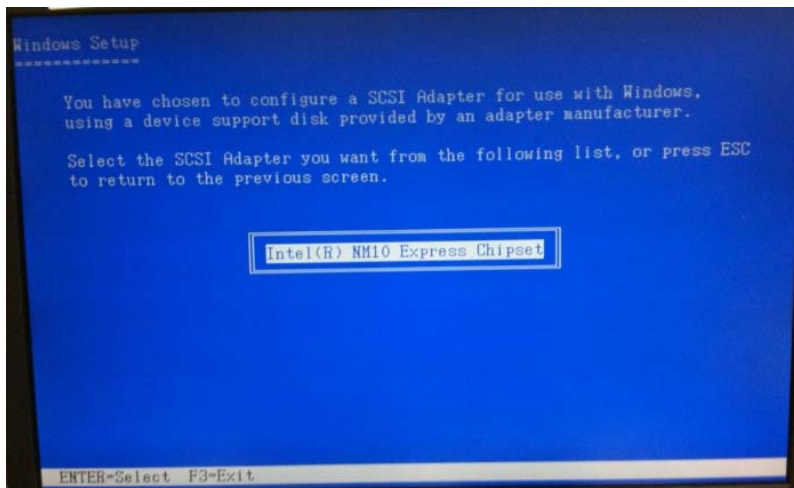 Windows Setup
=============
You have chosen to configure a SCSI Adapter for use with Windows,
using a device support disk provided by an adapter manufacturer.
Select the SCSI Adapter you want from the following list, or press ESC
to return to the previous screen.
Intel(R) NM10 Express Chipset
ENTER=Select  F3=Exit